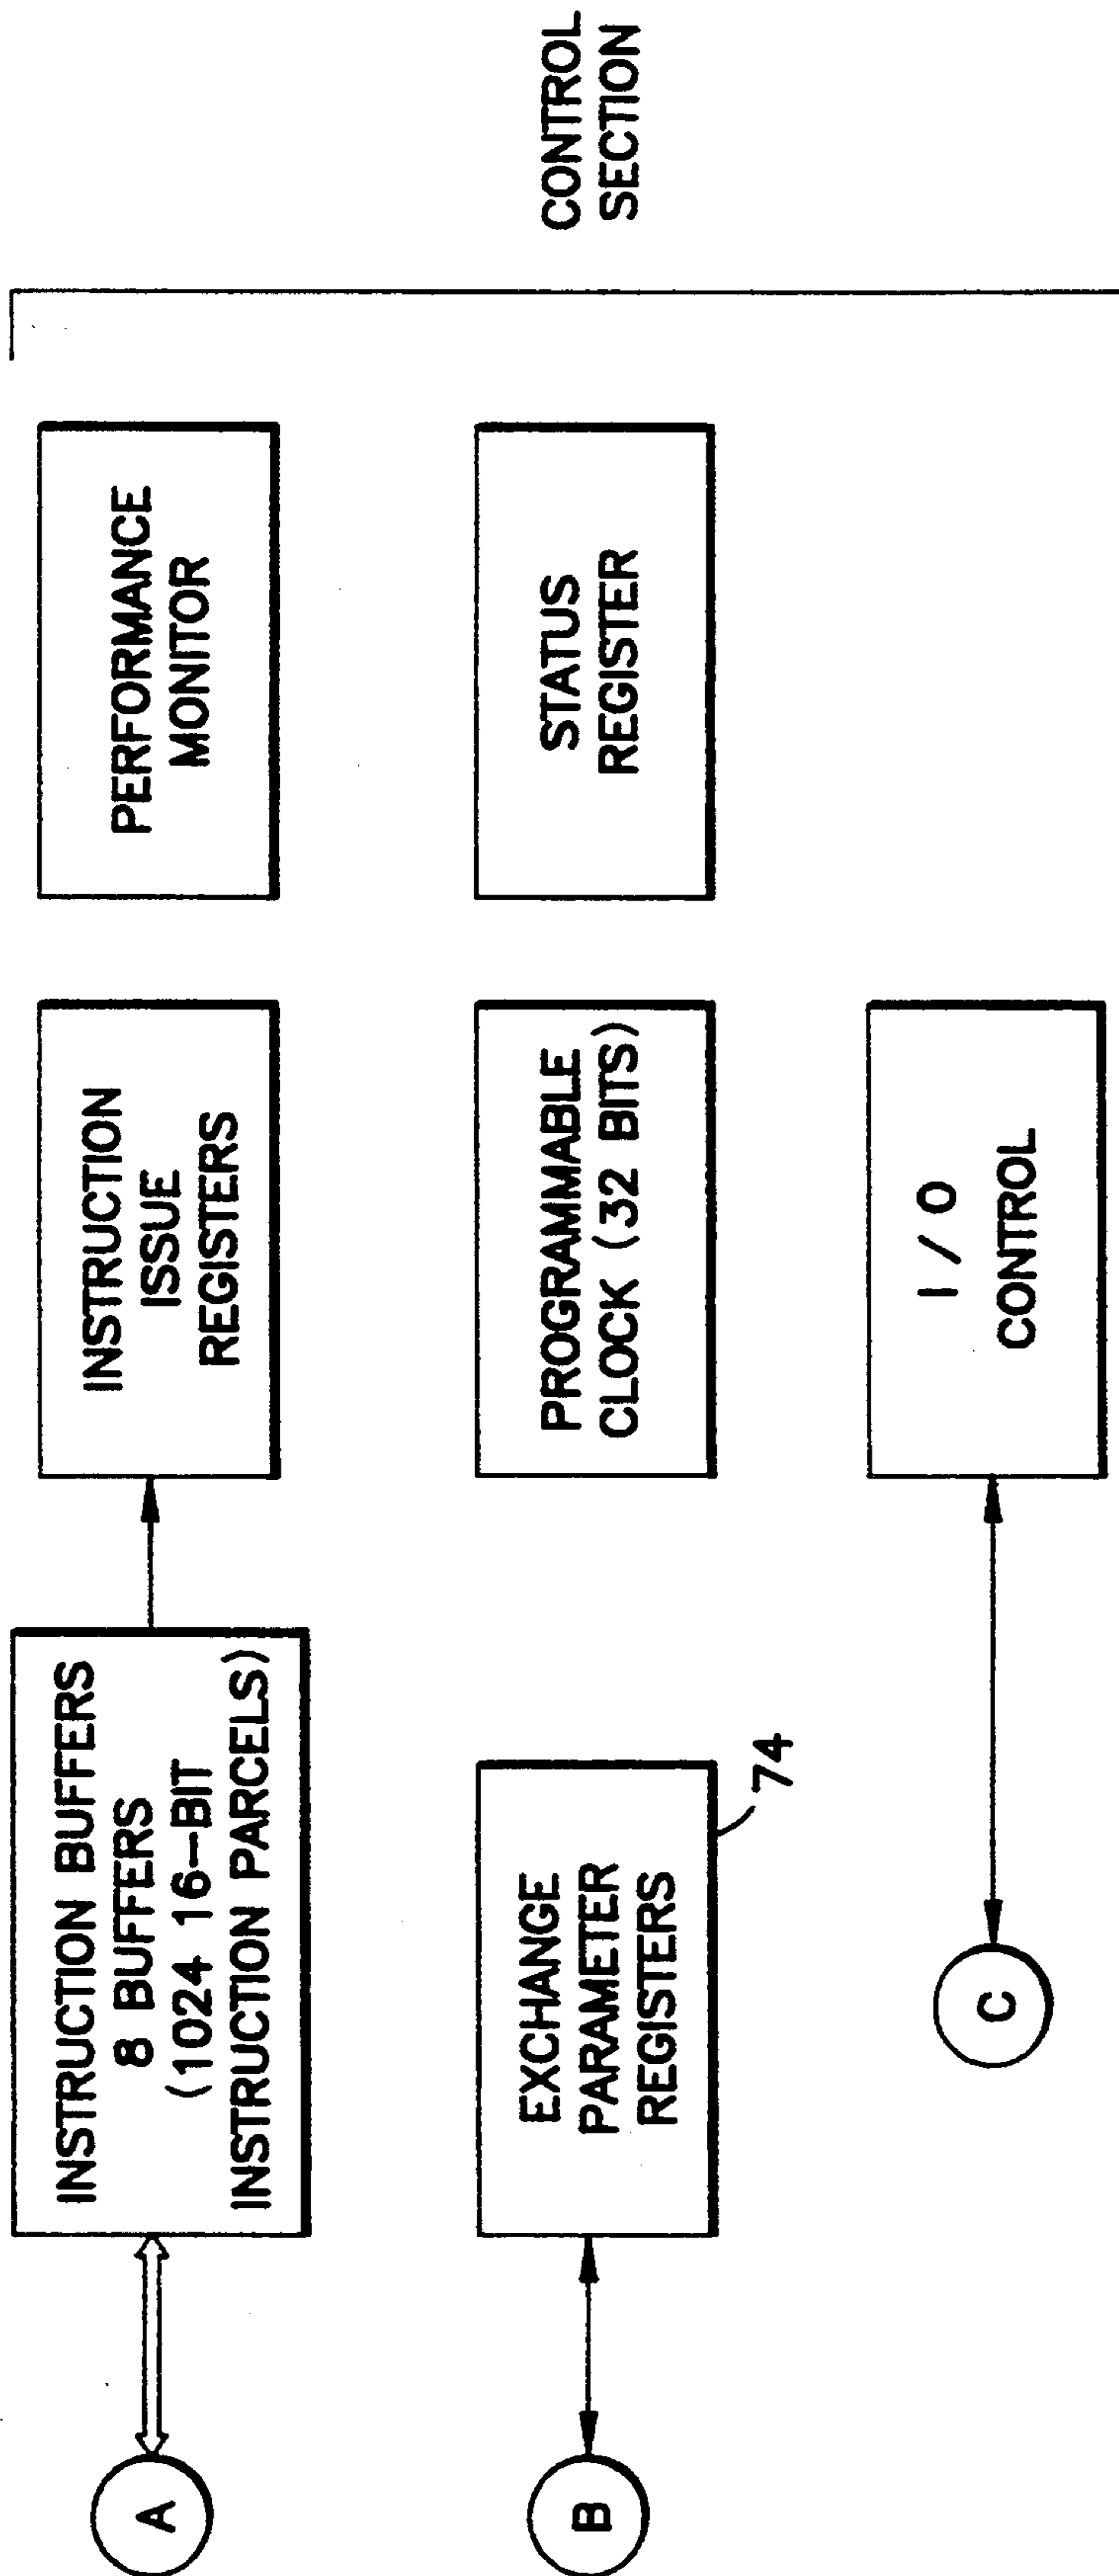 A
INSTRUCTION BUFFERS
8 BUFFERS
(1024 16-BIT
INSTRUCTION PARCELS)
INSTRUCTION
ISSUE
REGISTERS
PERFORMANCE
MONITOR
B
EXCHANGE
PARAMETER
REGISTERS
74
PROGRAMMABLE
CLOCK (32 BITS)
STATUS
REGISTER
CONTROL
SECTION
C
I / O
CONTROL